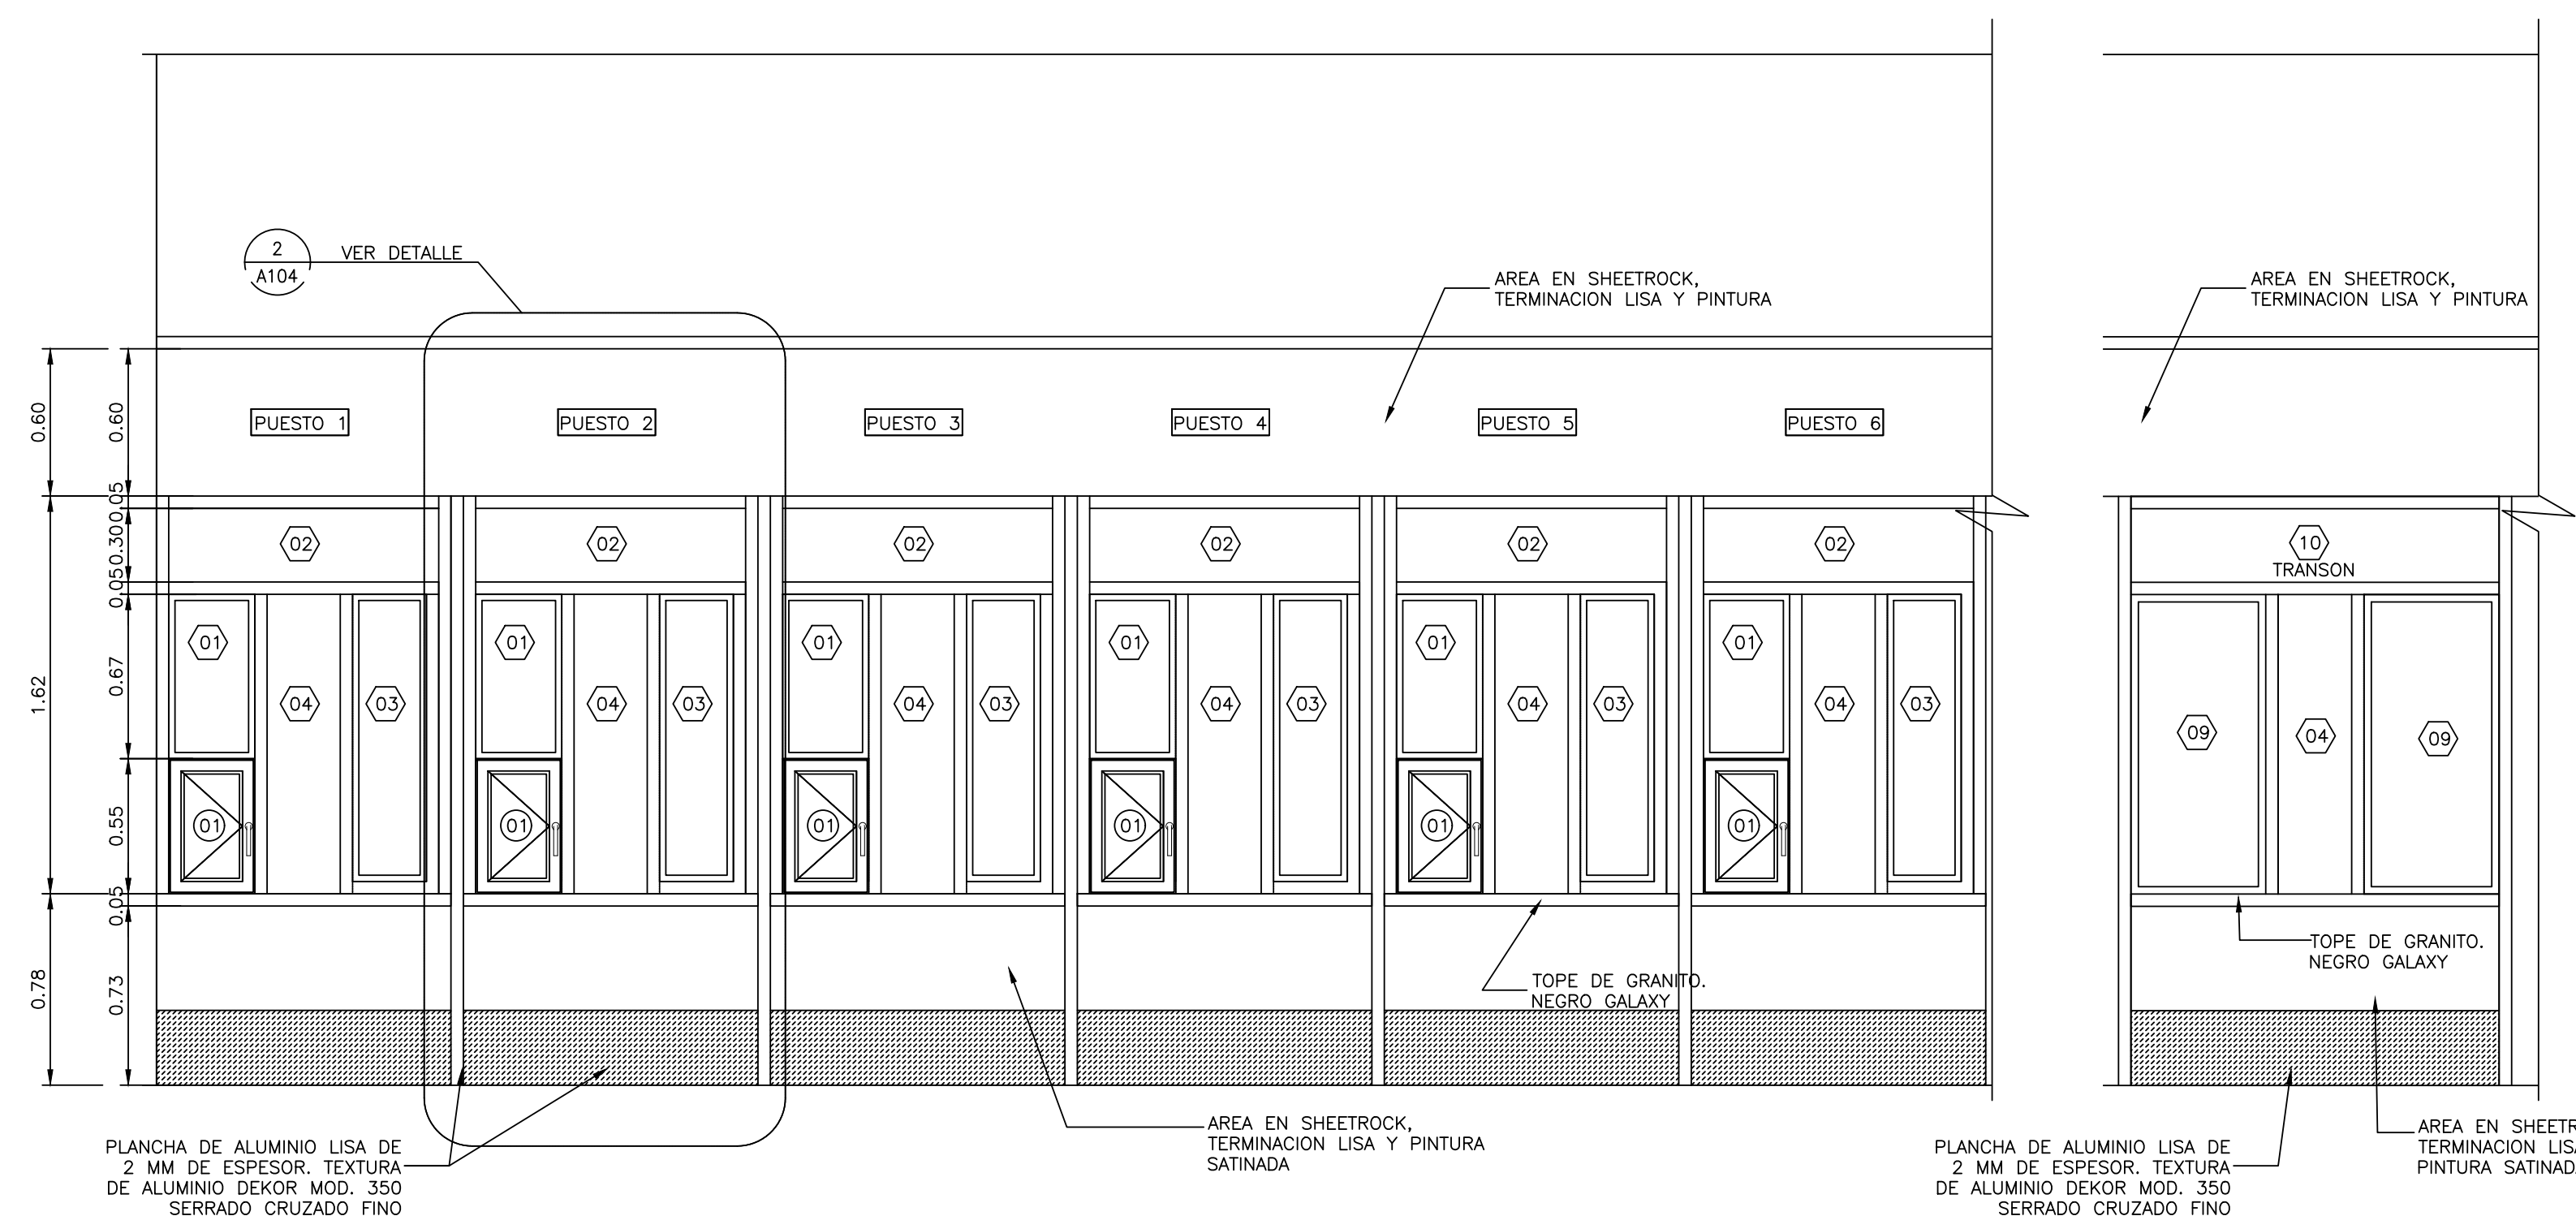 2
A104
VER DETALLE
AREA EN SHEETROCK,
TERMINACION LISA Y PINTURA
AREA EN SHEETROCK,
TERMINACION LISA Y PINTURA
PUESTO 1
PUESTO 2
PUESTO 3
PUESTO 4
PUESTO 5
PUESTO 6
0.60
1.62
0.78
0.60
0.05
0.30
0.05
0.67
0.55
0.05
0.73
02
02
02
02
02
02
10
TRANSON
01
01
01
01
01
01
04
03
04
03
04
03
04
03
04
03
04
03
09
04
09
01
01
01
01
01
01
TOPE DE GRANITO.
NEGRO GALAXY
TOPE DE GRANITO.
NEGRO GALAXY
PLANCHA DE ALUMINIO LISA DE
2 MM DE ESPESOR. TEXTURA
DE ALUMINIO DEKOR MOD. 350
SERRADO CRUZADO FINO
AREA EN SHEETROCK,
TERMINACION LISA Y PINTURA
SATINADA
PLANCHA DE ALUMINIO LISA DE
2 MM DE ESPESOR. TEXTURA
DE ALUMINIO DEKOR MOD. 350
SERRADO CRUZADO FINO
AREA EN SHEETR
TERMINACION LIS
PINTURA SATINAD